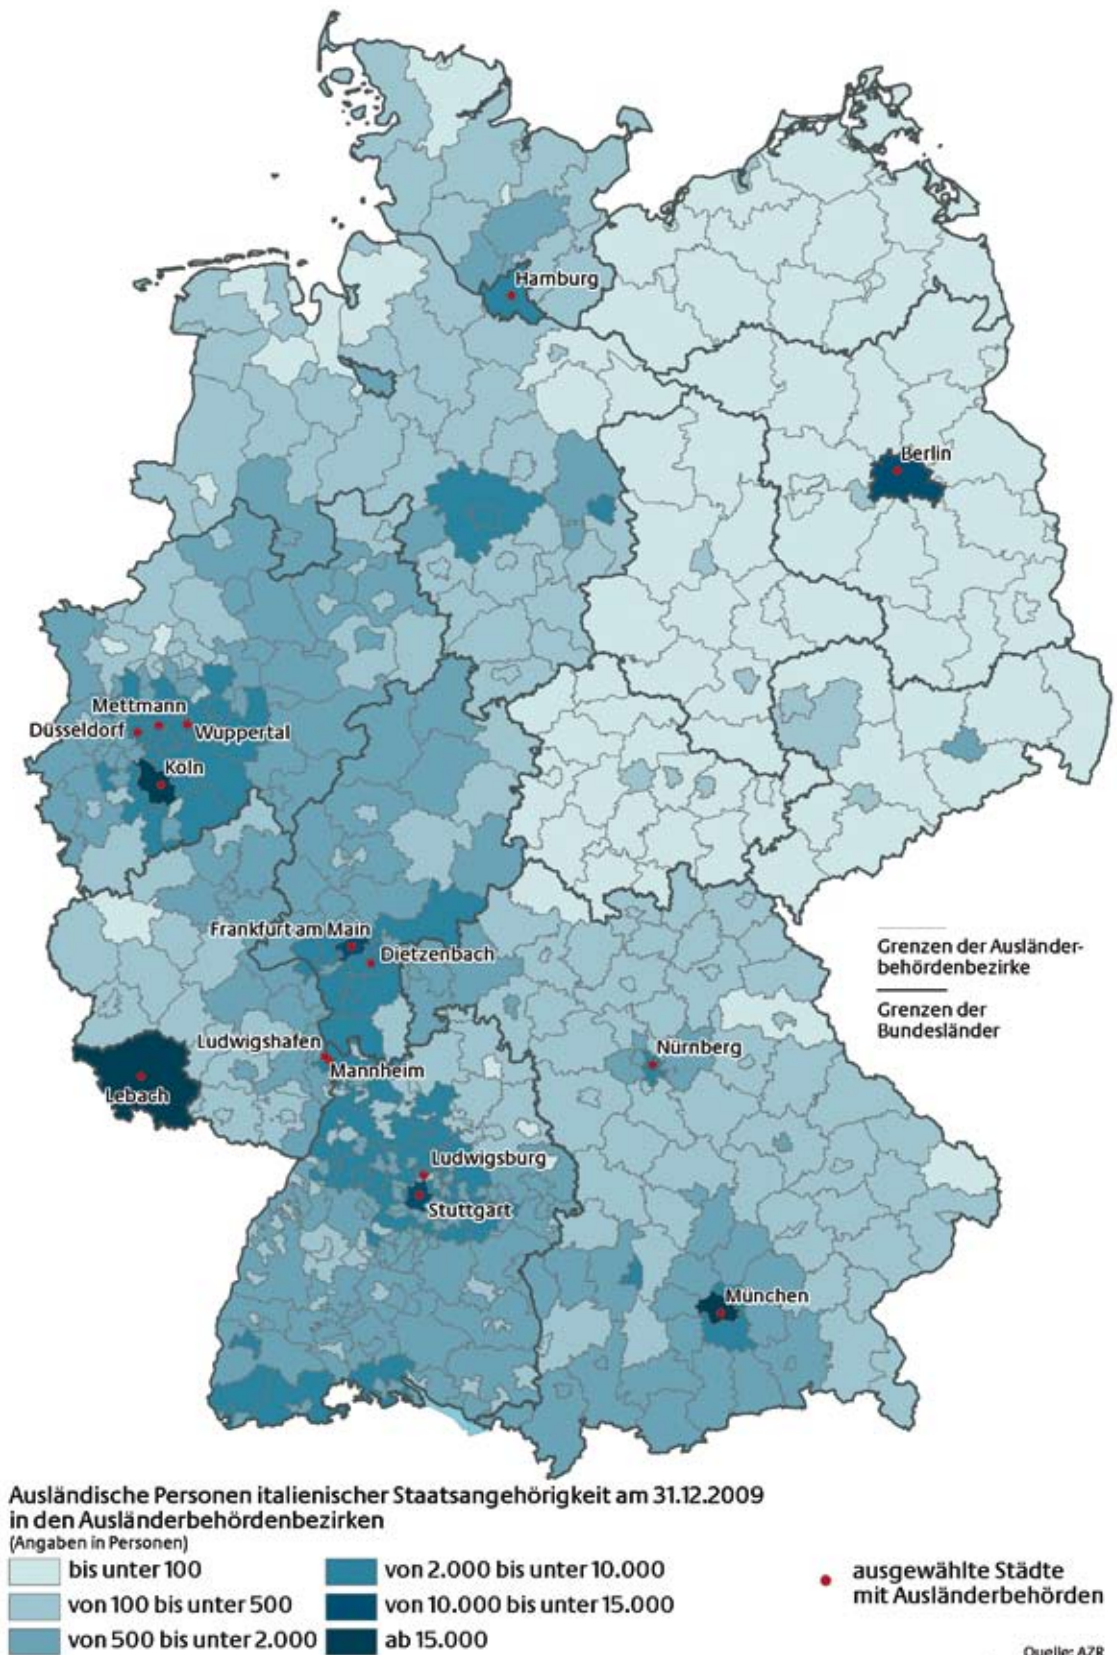 Hamburg
Berlin
Mettmann
Düsseldorf
Wuppertal
Köln
Frankfurt am Main
Dietzenbach
Grenzen der Ausländer-
behördenbezirke
Grenzen der
Bundesländer
Ludwigshafen
Nürnberg
Mannheim
Lebach
Ludwigsburg
Stuttgart
München
Ausländische Personen italienischer Staatsangehörigkeit am 31.12.2009
in den Ausländerbehördenbezirken
(Angaben in Personen)
bis unter 100
von 100 bis unter 500
von 500 bis unter 2.000
von 2.000 bis unter 10.000
von 10.000 bis unter 15.000
ab 15.000
ausgewählte Städte
mit Ausländerbehörden
Quelle: AZR